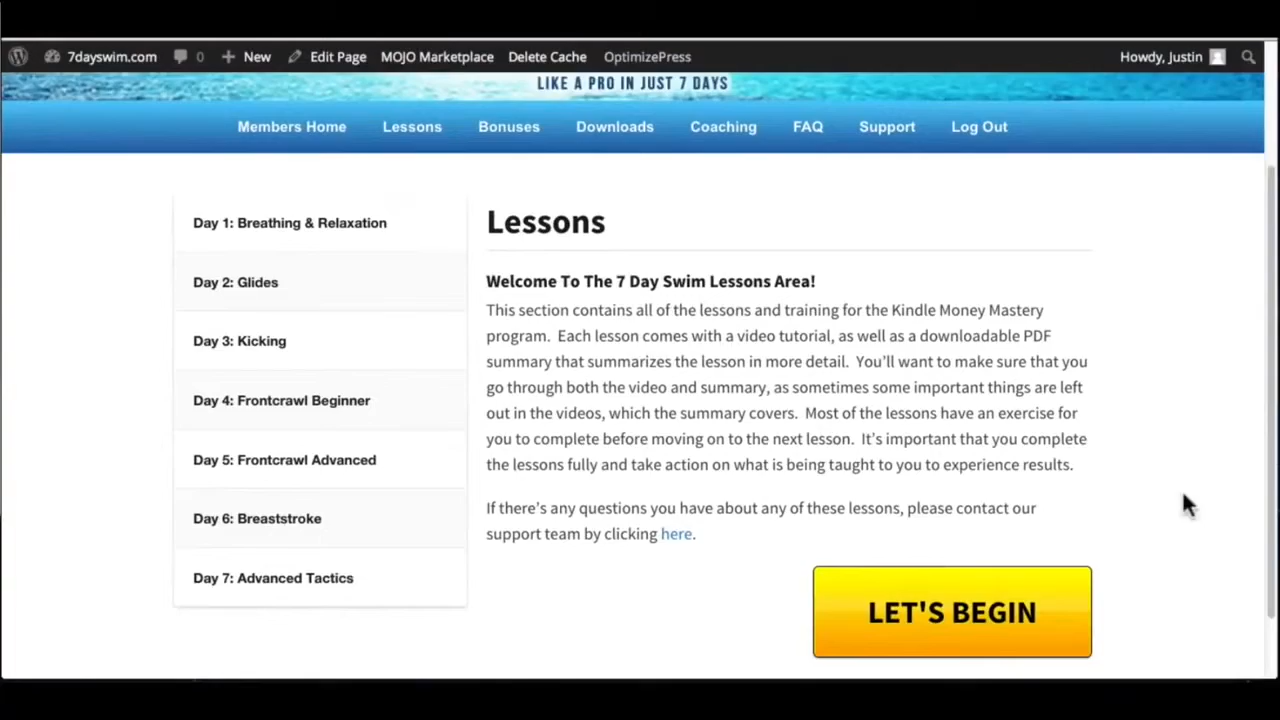 7dayswim.com 0 New Edit Page MOJO Marketplace Delete Cache OptimizePress Howdy, Justin
LIKE A PRO IN JUST 7 DAYS
Members Home Lessons Bonuses Downloads Coaching FAQ Support Log Out
Day 1: Breathing & Relaxation
Day 2: Glides
Day 3: Kicking
Day 4: Frontcrawl Beginner
Day 5: Frontcrawl Advanced
Day 6: Breaststroke
Day 7: Advanced Tactics
Lessons
Welcome To The 7 Day Swim Lessons Area!
This section contains all of the lessons and training for the Kindle Money Mastery
program. Each lesson comes with a video tutorial, as well as a downloadable PDF
summary that summarizes the lesson in more detail. You'll want to make sure that you
go through both the video and summary, as sometimes some important things are left
out in the videos, which the summary covers. Most of the lessons have an exercise for
you to complete before moving on to the next lesson. It's important that you complete
the lessons fully and take action on what is being taught to you to experience results.
If there's any questions you have about any of these lessons, please contact our
support team by clicking here.
LET'S BEGIN